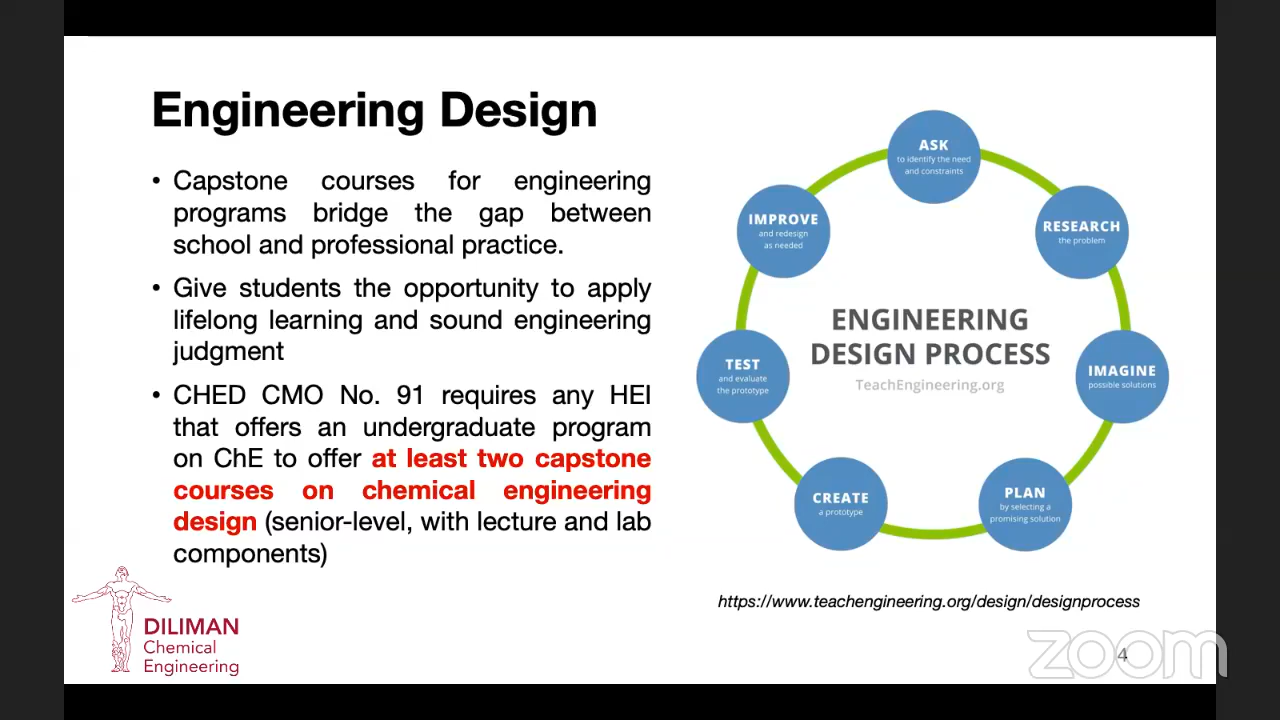 Engineering Design
• Capstone courses for engineering
programs bridge the gap between
school and professional practice.
• Give students the opportunity to apply
lifelong learning and sound engineering
judgment
• CHED CMO No. 91 requires any HEI
that offers an undergraduate program
on ChE to offer at least two capstone
courses on chemical engineering
design (senior-level, with lecture and lab
components)
ASK
to identify the need
and constraints
RESEARCH
the problem
IMAGINE
possible solutions
PLAN
by selecting a
promising solution
CREATE
a prototype
TEST
and evaluate
the prototype
IMPROVE
and redesign
as needed
ENGINEERING
DESIGN PROCESS
TeachEngineering.org
https://www.teachengineering.org/design/designprocess
DILIMAN
Chemical
Engineering
4
zoom